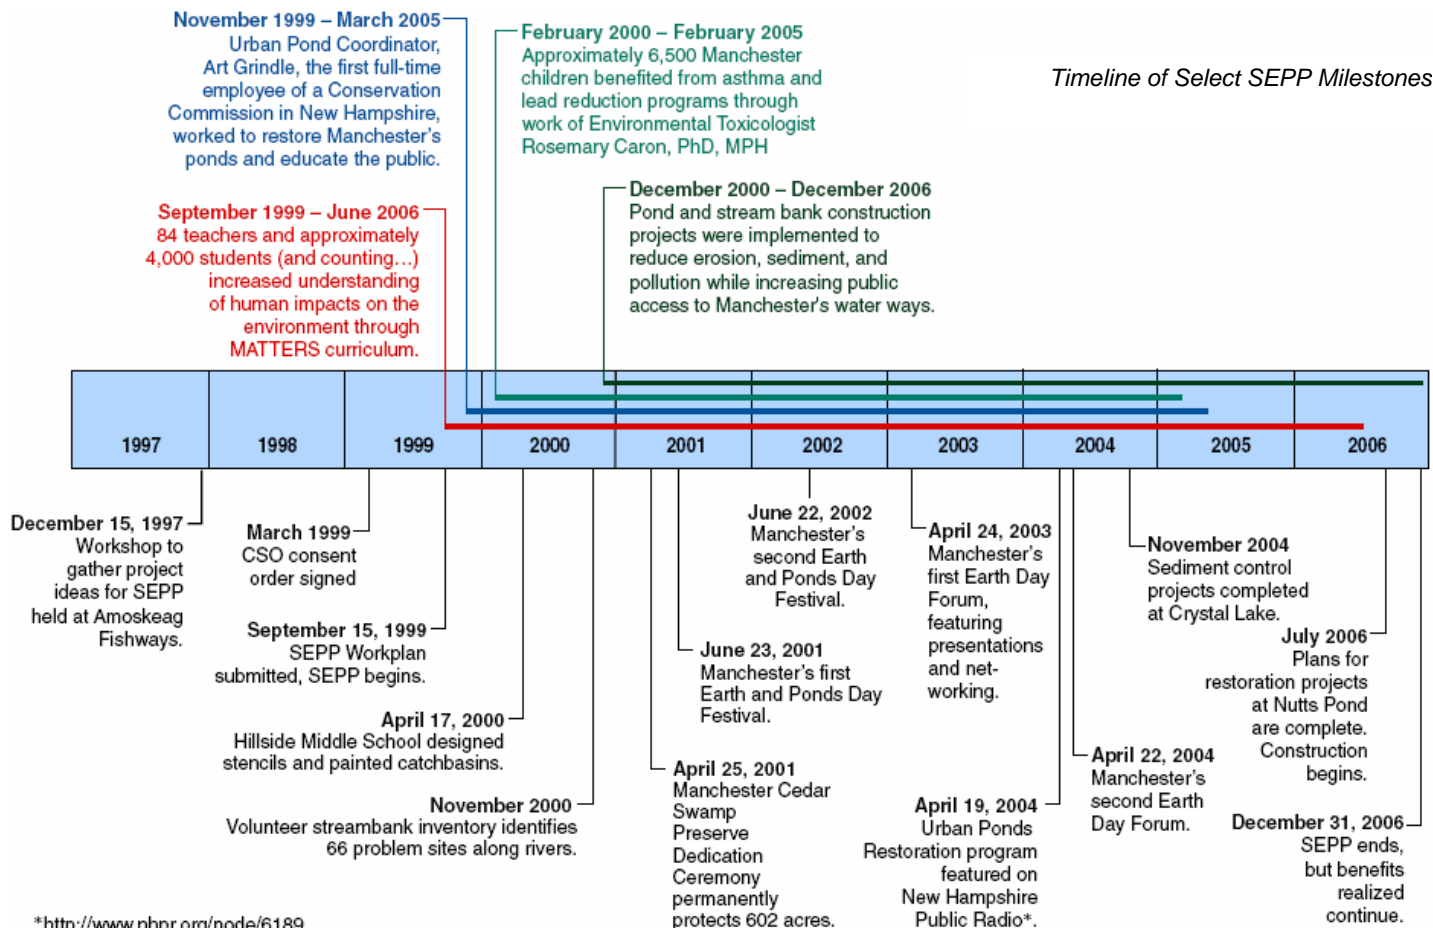 Timeline of Select SEPP Milestones
November 1999 – March 2005
Urban Pond Coordinator,
Art Grindle, the first full-time
employee of a Conservation
Commission in New Hampshire,
worked to restore Manchester's
ponds and educate the public.
February 2000 – February 2005
Approximately 6,500 Manchester
children benefited from asthma and
lead reduction programs through
work of Environmental Toxicologist
Rosemary Caron, PhD, MPH
September 1999 – June 2006
84 teachers and approximately
4,000 students (and counting…)
increased understanding
of human impacts on the
environment through
MATTERS curriculum.
December 2000 – December 2006
Pond and stream bank construction
projects were implemented to
reduce erosion, sediment, and
pollution while increasing public
access to Manchester's water ways.
1997 1998 1999 2000 2001 2002 2003 2004 2005 2006
December 15, 1997
Workshop to
gather project
ideas for SEPP
held at Amoskeag
Fishways.
March 1999
CSO consent
order signed
September 15, 1999
SEPP Workplan
submitted, SEPP begins.
April 17, 2000
Hillside Middle School designed
stencils and painted catchbasins.
November 2000
Volunteer streambank inventory identifies
66 problem sites along rivers.
April 25, 2001
Manchester Cedar
Swamp
Preserve
Dedication
Ceremony
permanently
protects 602 acres.
June 23, 2001
Manchester's first
Earth and Ponds Day
Festival.
June 22, 2002
Manchester's
second Earth
and Ponds Day
Festival.
April 24, 2003
Manchester's
first Earth Day
Forum,
featuring
presentations
and net-
working.
April 19, 2004
Urban Ponds
Restoration program
featured on
New Hampshire
Public Radio*.
April 22, 2004
Manchester's
second Earth
Day Forum.
November 2004
Sediment control
projects completed
at Crystal Lake.
July 2006
Plans for
restoration projects
at Nutts Pond
are complete.
Construction
begins.
December 31, 2006
SEPP ends,
but benefits
realized
continue.
*http://www.nhpr.org/node/6189